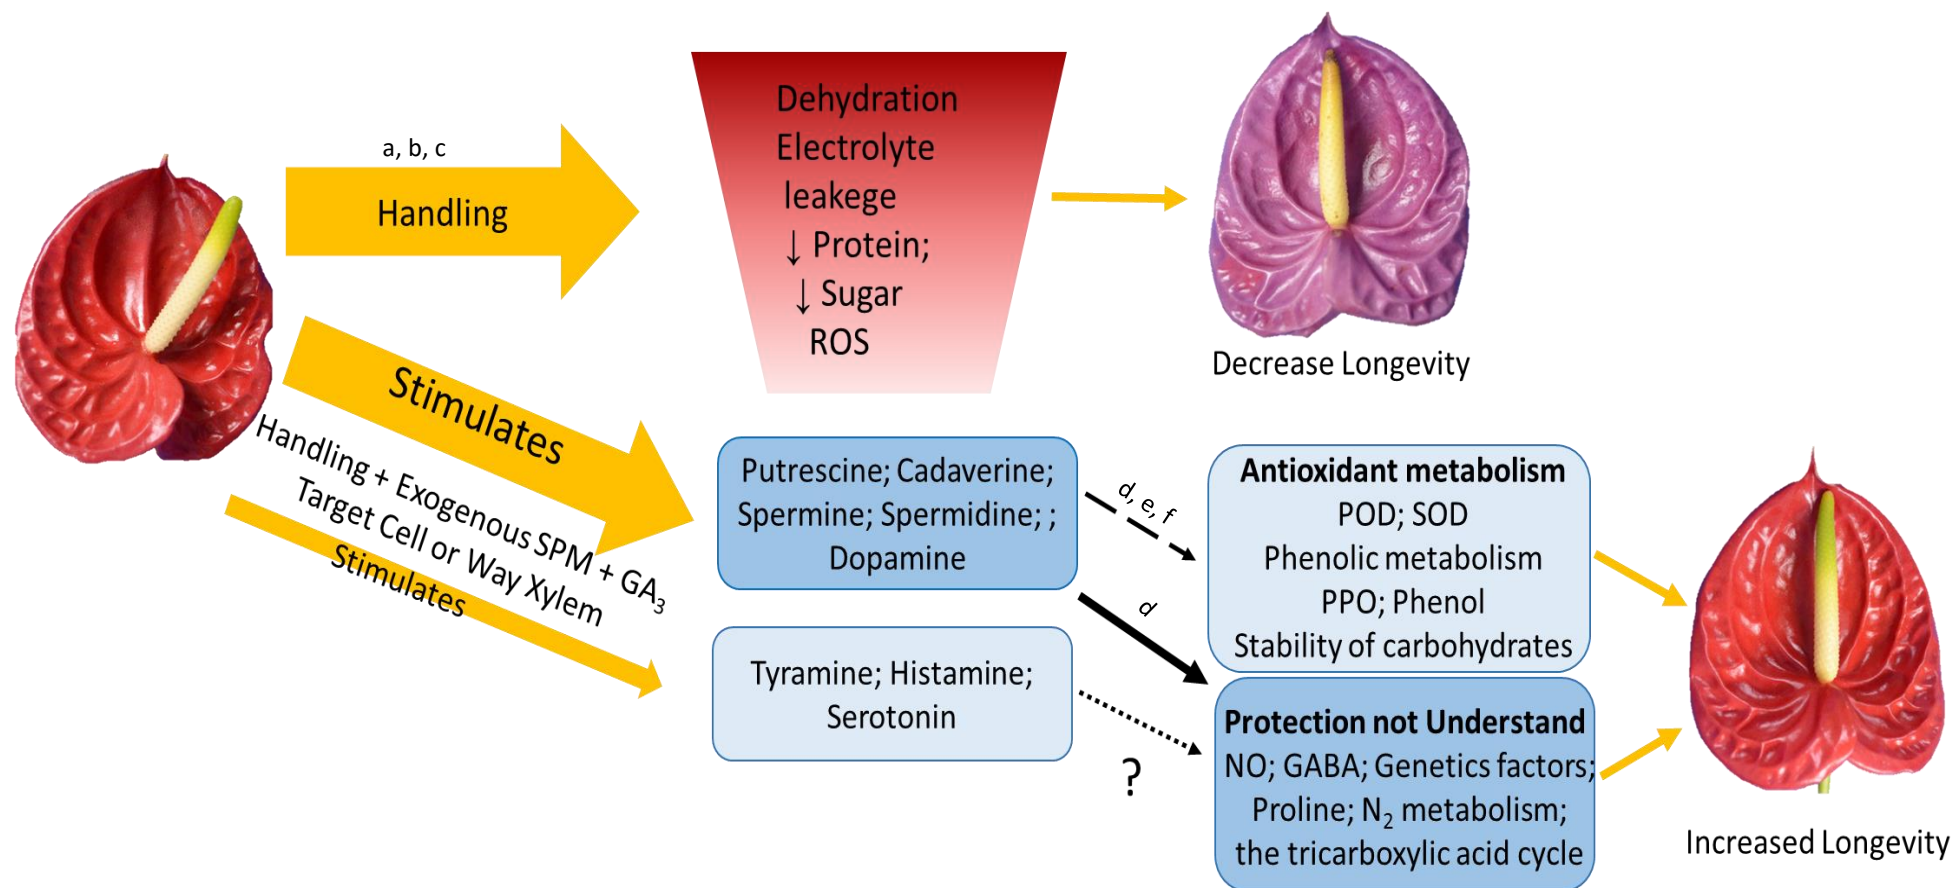 a, b, c
Handling
Dehydration
Electrolyte
leakege
↓ Protein;
↓ Sugar
ROS
Decrease Longevity
Stimulates
Handling + Exogenous SPM + GA₃
Target Cell or Way Xylem
Stimulates
Putrescine; Cadaverine;
Spermine; Spermidine; ;
Dopamine
d, e, f
d
Tyramine; Histamine;
Serotonin
?
Antioxidant metabolism
POD; SOD
Phenolic metabolism
PPO; Phenol
Stability of carbohydrates
Protection not Understand
NO; GABA; Genetics factors;
Proline; N₂ metabolism;
the tricarboxylic acid cycle
Increased Longevity